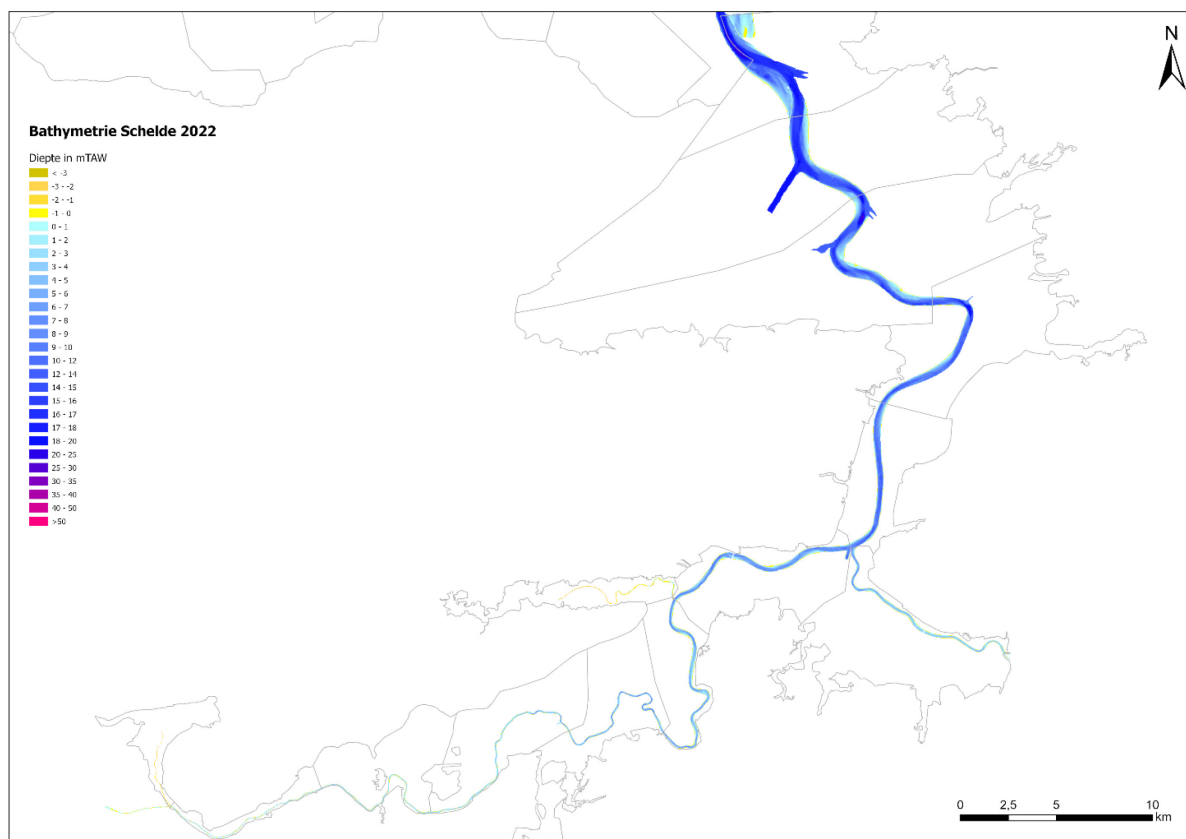 N
Bathymetrie Schelde 2022
Diepte in mTAW
< -3
-3 - -2
-2 - -1
-1 - 0
0 - 1
1 - 2
2 - 3
3 - 4
4 - 5
5 - 6
6 - 7
7 - 8
8 - 9
9 - 10
10 - 12
12 - 14
14 - 15
15 - 16
16 - 17
17 - 18
18 - 20
20 - 25
25 - 30
30 - 35
35 - 40
40 - 50
>50
0 2,5 5 10
km